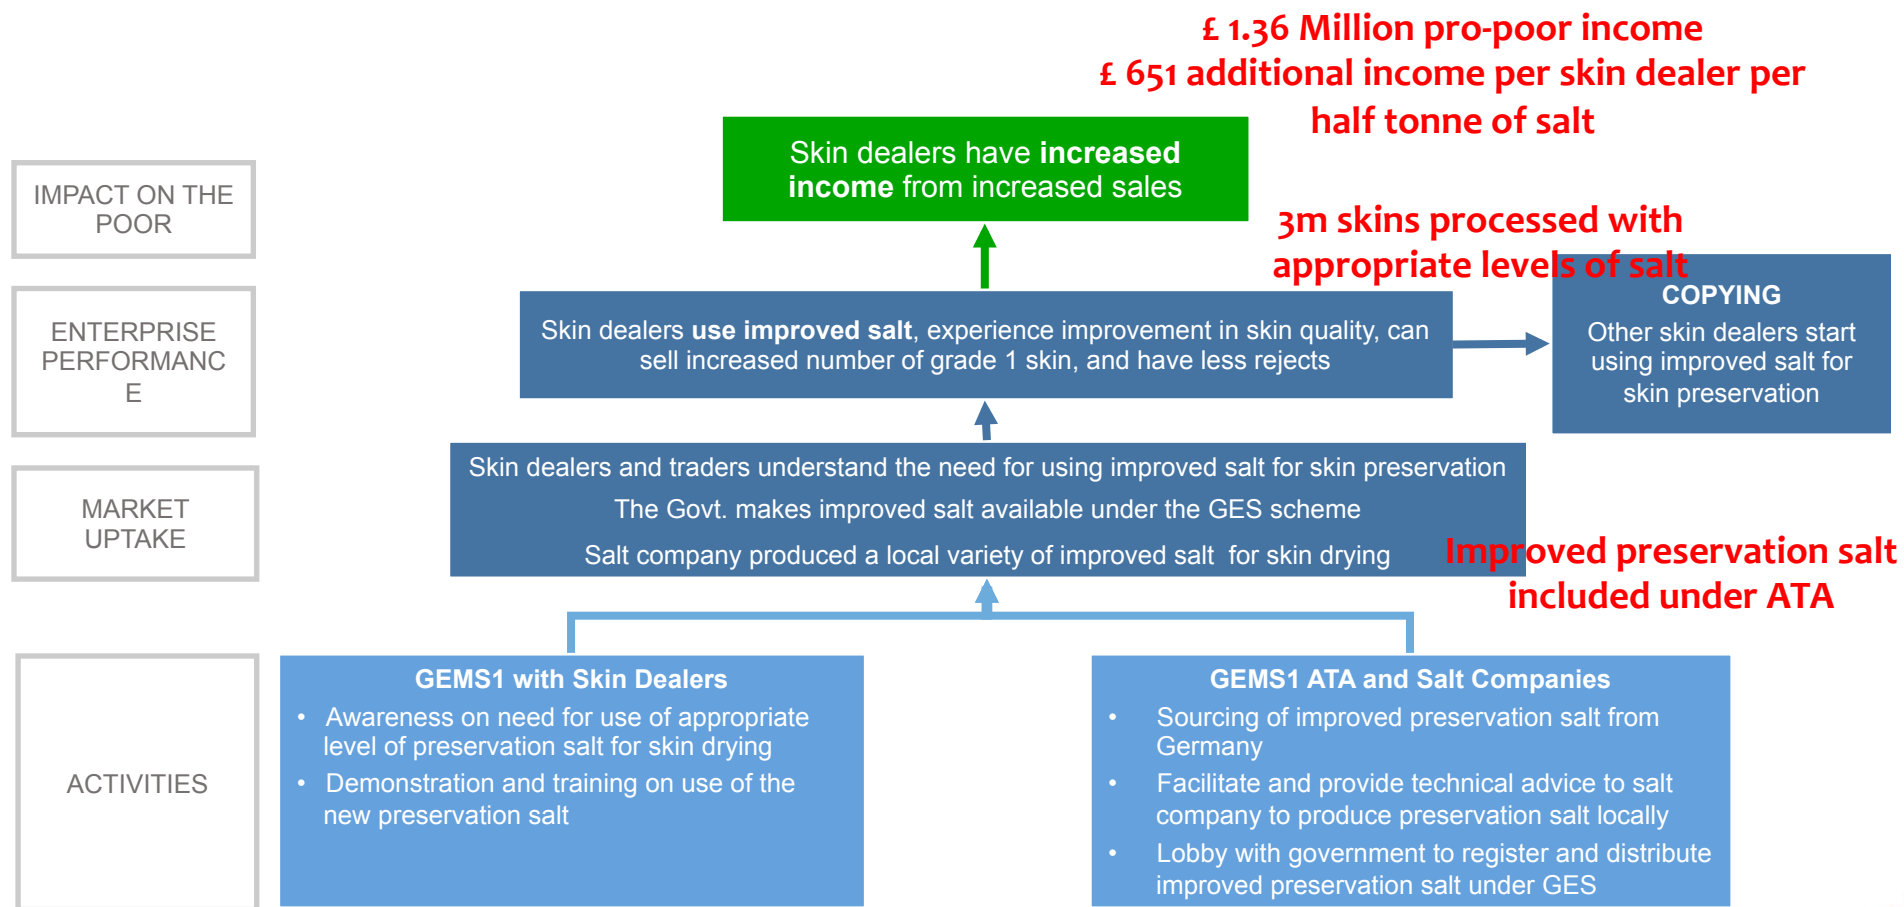 £ 1.36 Million pro-poor income
£ 651 additional income per skin dealer per
half tonne of salt
Skin dealers have increased
income from increased sales
IMPACT ON THE
POOR
3m skins processed with
appropriate levels of salt
COPYING
Other skin dealers start
using improved salt for
skin preservation
ENTERPRISE
PERFORMANC
E
Skin dealers use improved salt, experience improvement in skin quality, can
sell increased number of grade 1 skin, and have less rejects
MARKET
UPTAKE
Skin dealers and traders understand the need for using improved salt for skin preservation
The Govt. makes improved salt available under the GES scheme
Salt company produced a local variety of improved salt for skin drying
Improved preservation salt
included under ATA
ACTIVITIES
GEMS1 with Skin Dealers
• Awareness on need for use of appropriate
level of preservation salt for skin drying
• Demonstration and training on use of the
new preservation salt
GEMS1 ATA and Salt Companies
• Sourcing of improved preservation salt from
Germany
• Facilitate and provide technical advice to salt
company to produce preservation salt locally
• Lobby with government to register and distribute
improved preservation salt under GES